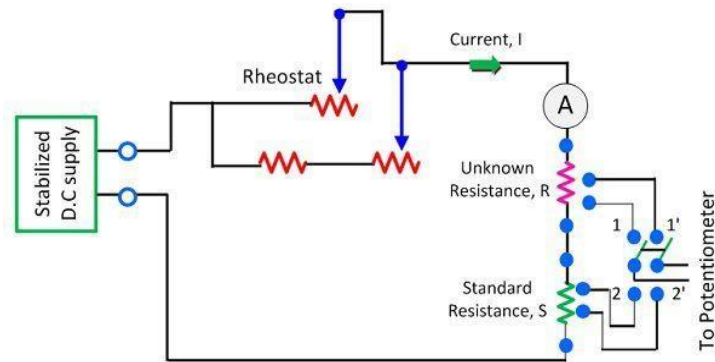 Current, I
Rheostat
A
Stabilized
D.C supply
Unknown
Resistance, R
1 1'
Standard
Resistance, S
2 2'
To Potentiometer